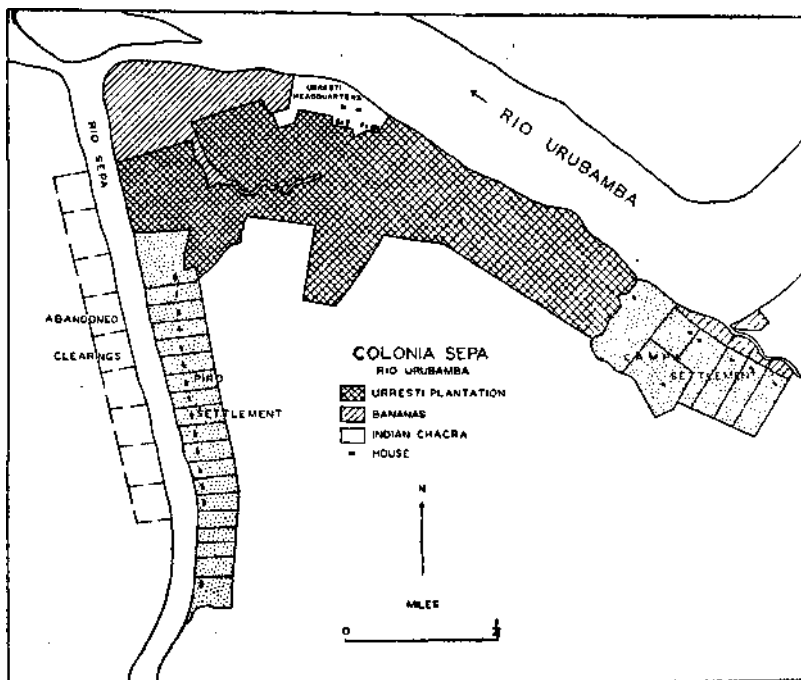 URRESTI
HEADQUARTERS
RIO URUBAMBA
RIO SEPA
ABANDONED
CLEARINGS
PIRO
SETTLEMENT
CAMPA
SETTLEMENT
COLONIA SEPA
RIO URUBAMBA
URRESTI PLANTATION
BANANAS
INDIAN CHACRA
HOUSE
N
MILES
0